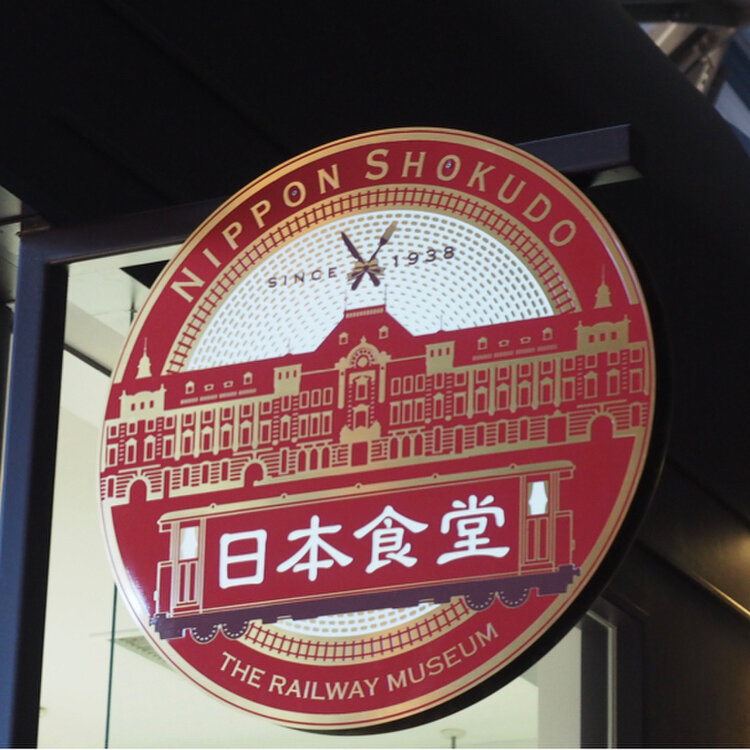 NIPPON SHOKUDO
SINCE 1938
日本食堂
THE RAILWAY MUSEUM